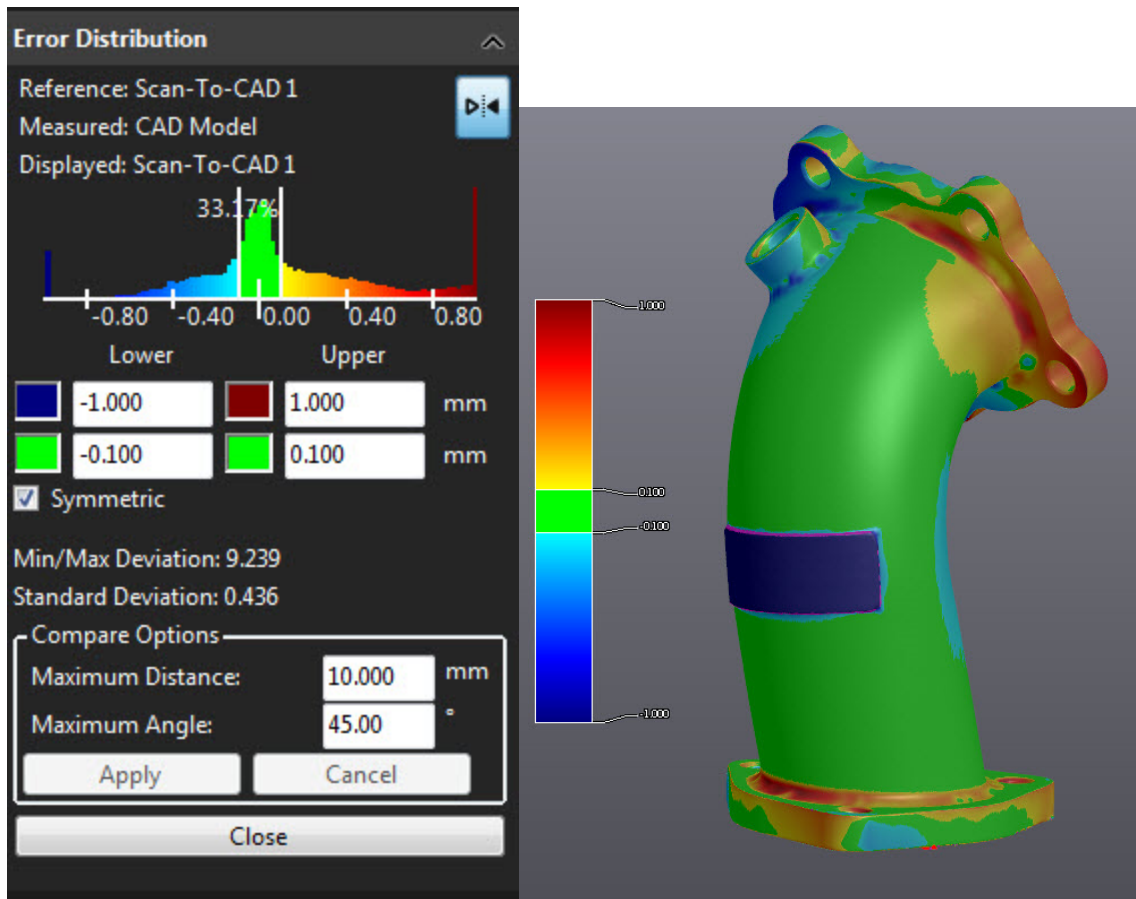 Error Distribution
Reference: Scan-To-CAD 1
Measured: CAD Model
Displayed: Scan-To-CAD 1
33.17%
-0.80 -0.40 0.00 0.40 0.80
Lower Upper
-1.000 1.000 mm
-0.100 0.100 mm
Symmetric
Min/Max Deviation: 9.239
Standard Deviation: 0.436
Compare Options
Maximum Distance: 10.000 mm
Maximum Angle: 45.00 °
Apply Cancel
Close
1.000
0.100
-0.100
-1.000